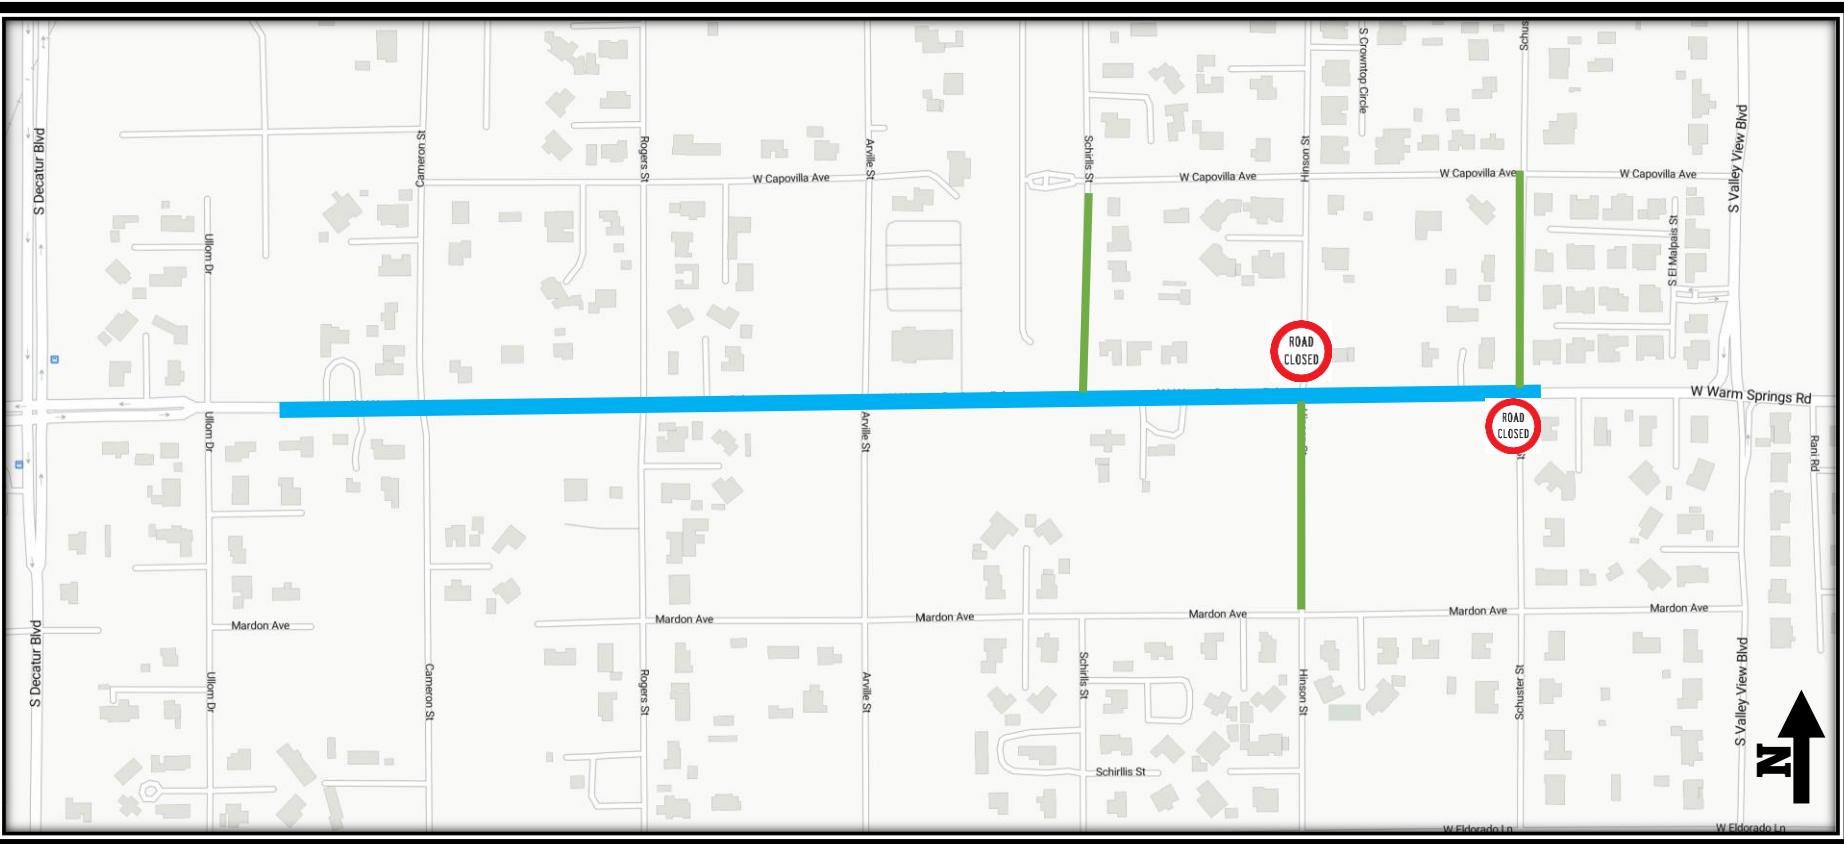 Schus
S Crowntop Circle
S Decatur Blvd
Cameron St
Rogers St
Arville St
Schirlls St
Hinson St
S Valley View Blvd
W Capovilla Ave
W Capovilla Ave
W Capovilla Ave
W Capovilla Ave
Ullom Dr
S El Malpais St
ROAD
CLOSED
W Warm Springs Rd
ROAD
CLOSED
Ullom Dr
Arville St
St
Rani Rd
Mardon Ave
Mardon Ave
Mardon Ave
Mardon Ave
Mardon Ave
Mardon Ave
S Decatur Blvd
Ullom Dr
Cameron St
Rogers St
Arville St
Schirlls St
Hinson St
Schuster St
S Valley View Blvd
N
Schirllis St
W Eldorado Ln
W Eldorado Ln